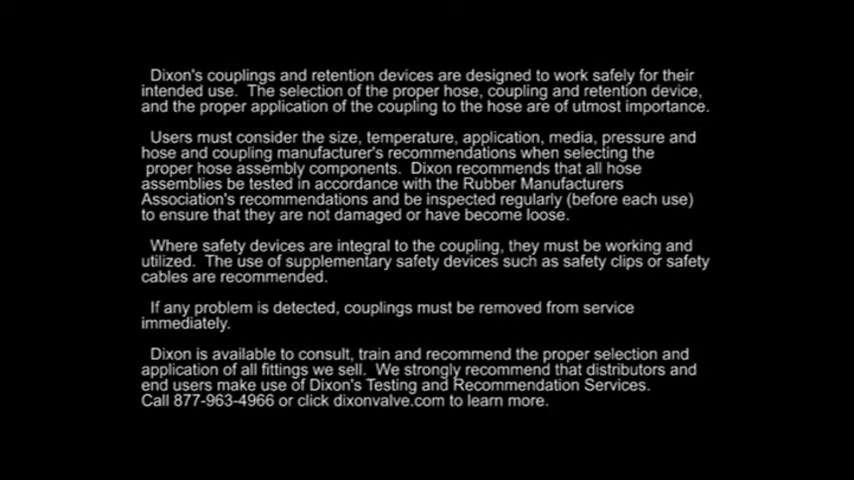 Dixon's couplings and retention devices are designed to work safely for their
intended use. The selection of the proper hose, coupling and retention device,
and the proper application of the coupling to the hose are of utmost importance.
Users must consider the size, temperature, application, media, pressure and
hose and coupling manufacturer's recommendations when selecting the
proper hose assembly components. Dixon recommends that all hose
assemblies be tested in accordance with the Rubber Manufacturers
Association's recommendations and be inspected regularly (before each use)
to ensure that they are not damaged or have become loose.
Where safety devices are integral to the coupling, they must be working and
utilized. The use of supplementary safety devices such as safety clips or safety
cables are recommended.
If any problem is detected, couplings must be removed from service
immediately.
Dixon is available to consult, train and recommend the proper selection and
application of all fittings we sell. We strongly recommend that distributors and
end users make use of Dixon's Testing and Recommendation Services.
Call 877-963-4966 or click dixonvalve.com to learn more.